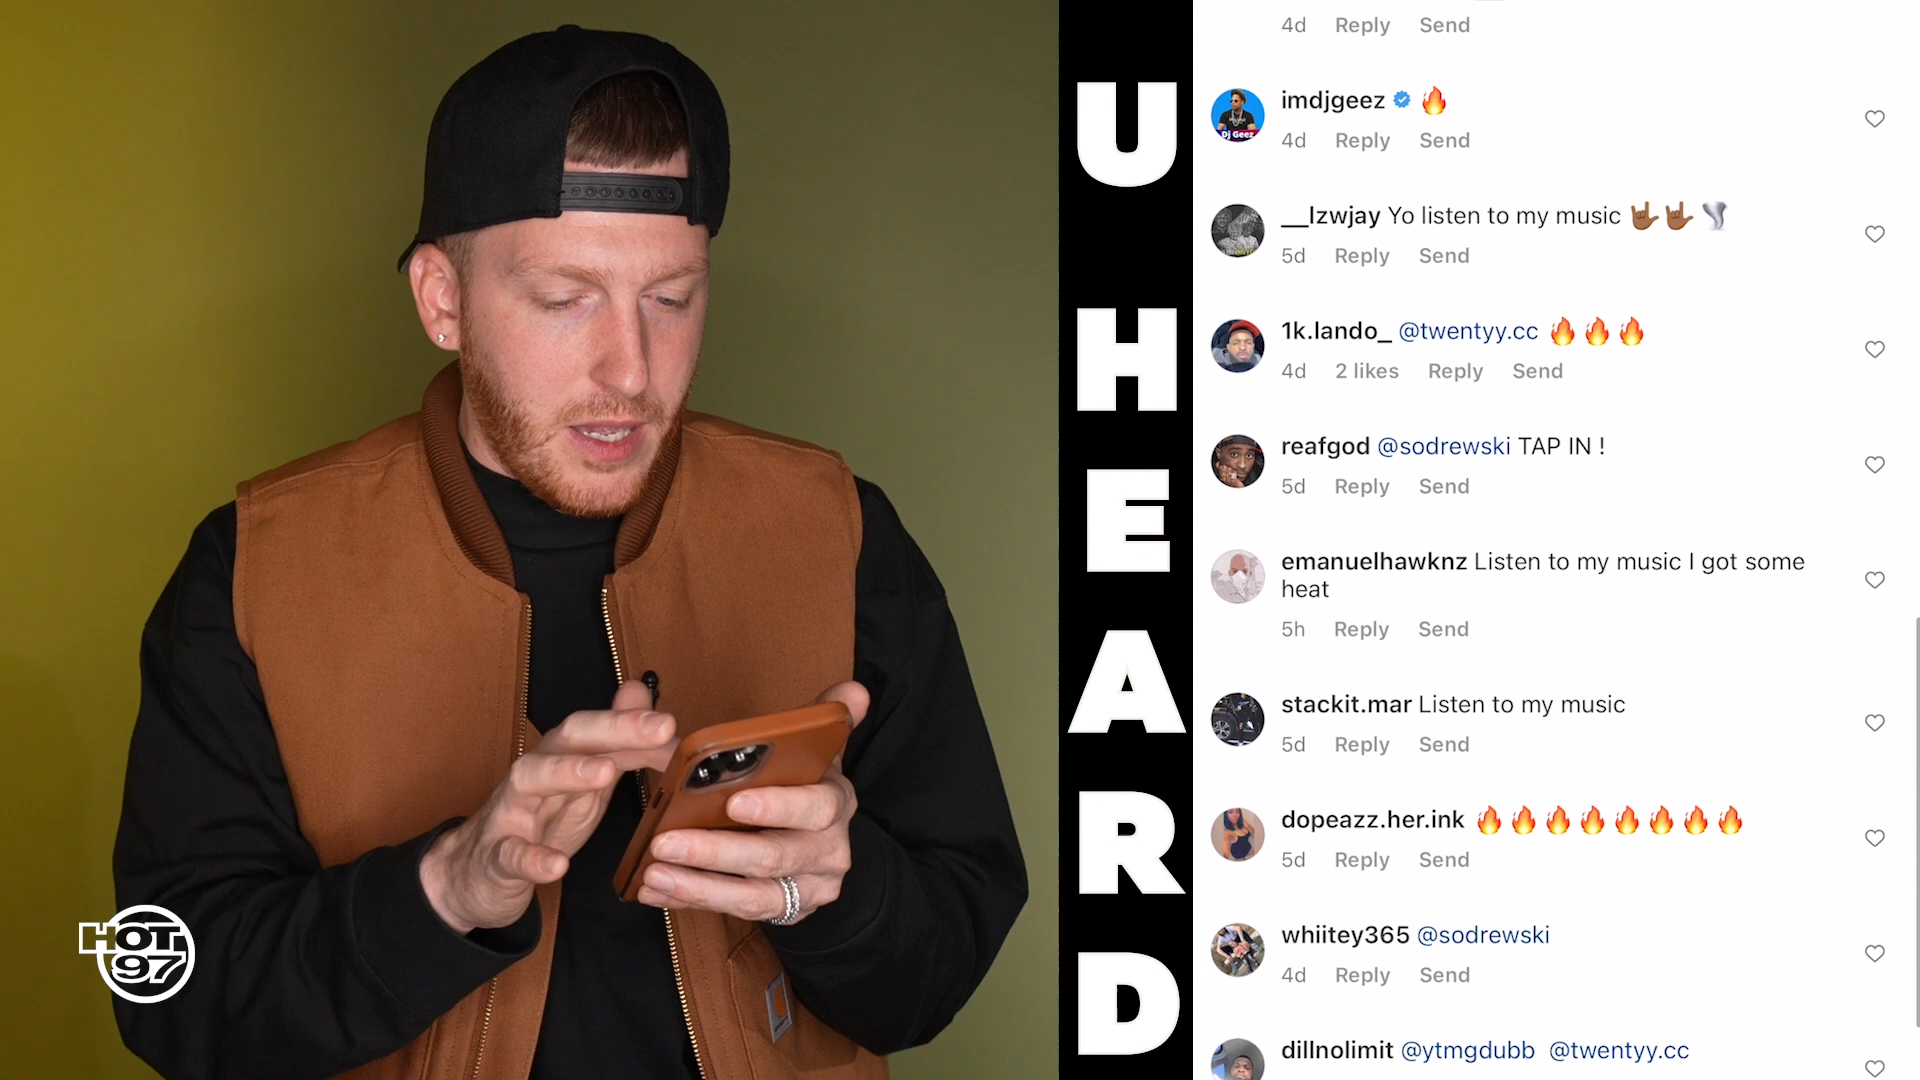 4d Reply Send
imdjgeez 🔥
4d Reply Send
Dj Geez
__lzwjay Yo listen to my music 🤟🏾🤟🏾🌪️
5d Reply Send
1k.lando_ @twentyy.cc 🔥🔥🔥
4d 2 likes Reply Send
reafgod @sodrewski TAP IN !
5d Reply Send
emanuelhawknz Listen to my music I got some
heat
5h Reply Send
stackit.mar Listen to my music
5d Reply Send
dopeazz.her.ink 🔥🔥🔥🔥🔥🔥🔥🔥
5d Reply Send
whiitey365 @sodrewski
4d Reply Send
dillnolimit @ytmgdubb @twentyy.cc
U HEARD
HOT
97